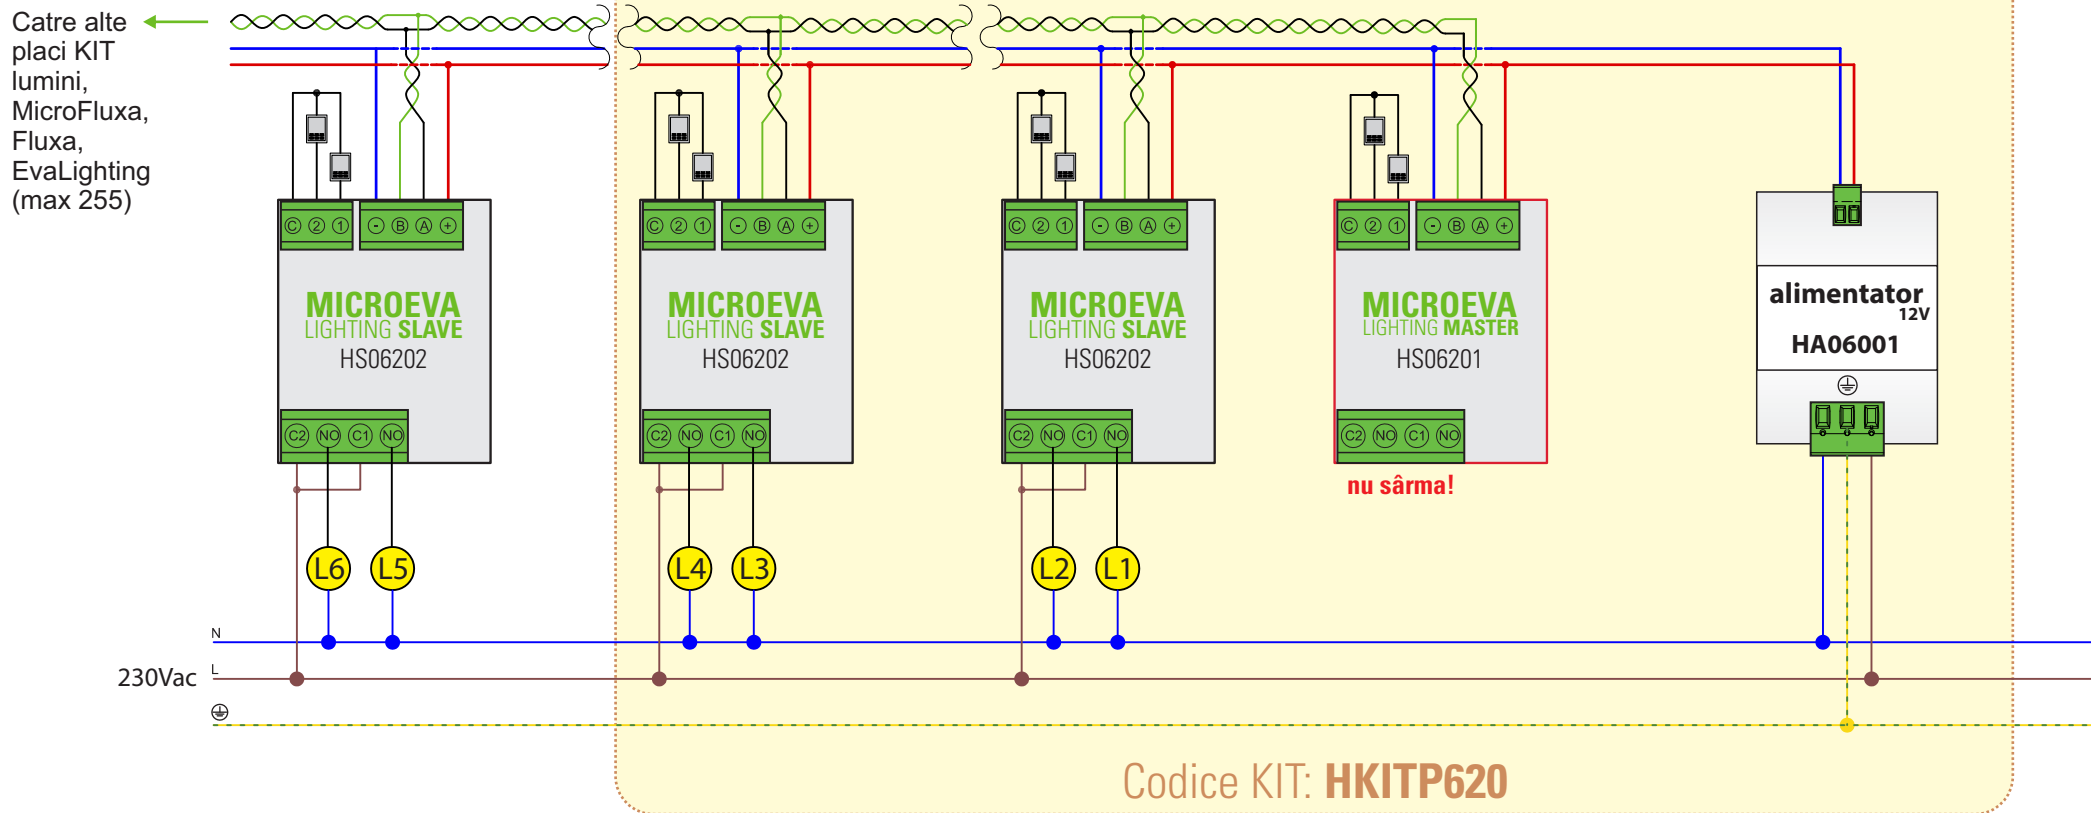 Catre alte
placi KIT
lumini,
MicroFluxa,
Fluxa,
EvaLighting
(max 255)
C 2 1 - B A +
C 2 1 - B A +
C 2 1 - B A +
C 2 1 - B A +
MICROEVA
LIGHTING SLAVE
HS06202
MICROEVA
LIGHTING SLAVE
HS06202
MICROEVA
LIGHTING SLAVE
HS06202
MICROEVA
LIGHTING MASTER
HS06201
alimentator
12V
HA06001
C2 NO C1 NO
C2 NO C1 NO
C2 NO C1 NO
C2 NO C1 NO
nu sârma!
L6 L5 L4 L3 L2 L1
N
230Vac L
Codice KIT: HKITP620